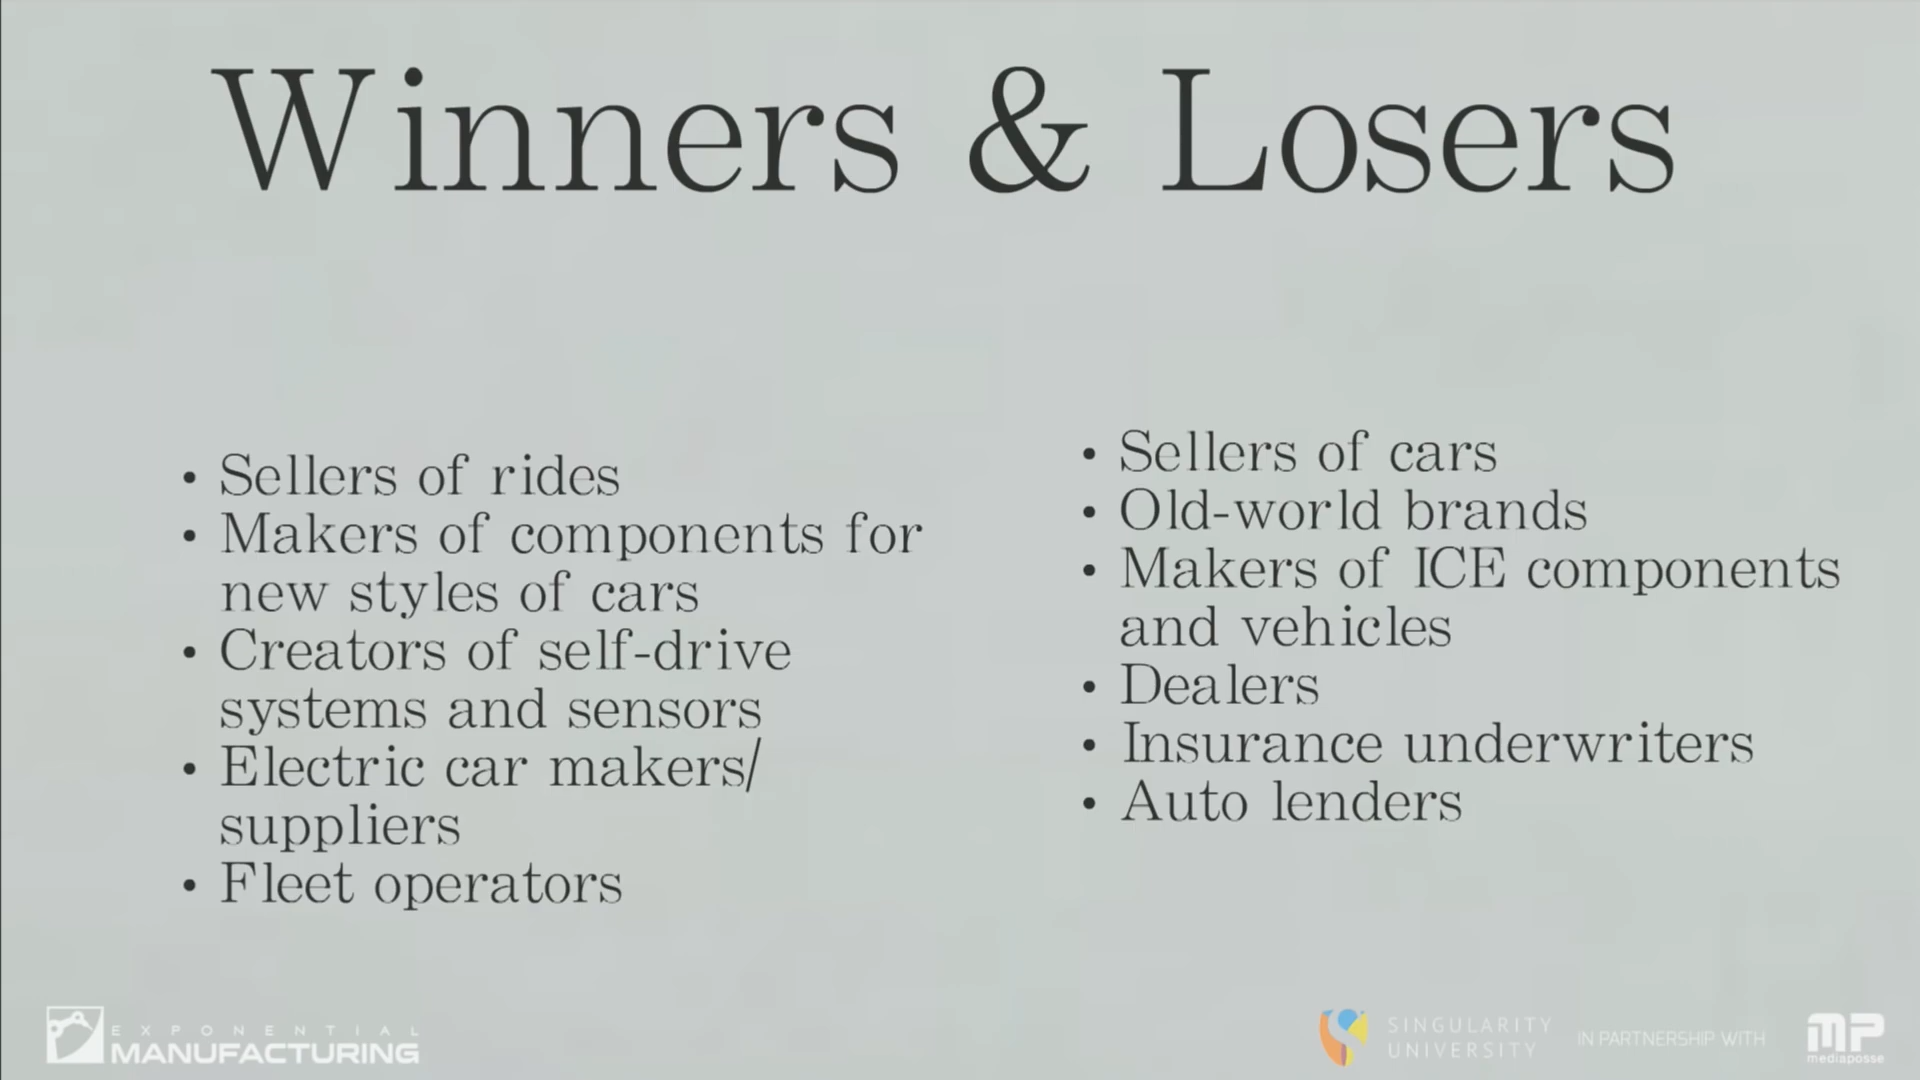 Winners & Losers
• Sellers of rides
• Makers of components for
new styles of cars
• Creators of self-drive
systems and sensors
• Electric car makers/
suppliers
• Fleet operators
• Sellers of cars
• Old-world brands
• Makers of ICE components
and vehicles
• Dealers
• Insurance underwriters
• Auto lenders
EXPONENTIAL
MANUFACTURING
SINGULARITY
UNIVERSITY
IN PARTNERSHIP WITH
MP
mediaposse